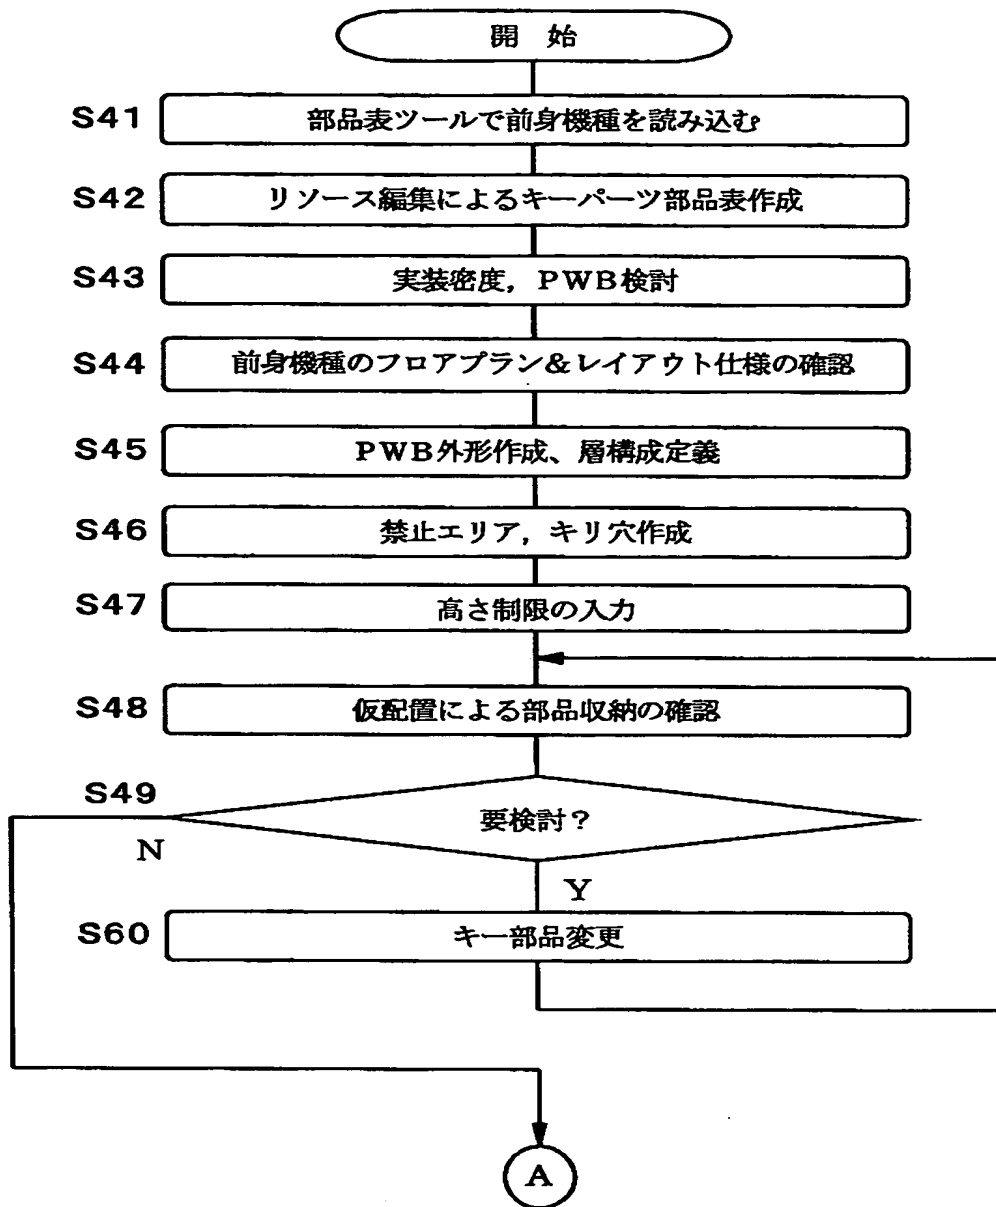 開 始
S41 部品表ツールで前身機種を読み込む
S42 リソース編集によるキーパーツ部品表作成
S43 実装密度，PWB検討
S44 前身機種のフロアプラン＆レイアウト仕様の確認
S45 PWB外形作成、層構成定義
S46 禁止エリア，キリ穴作成
S47 高さ制限の入力
S48 仮配置による部品収納の確認
S49 要検討？
N
Y
S60 キー部品変更
A